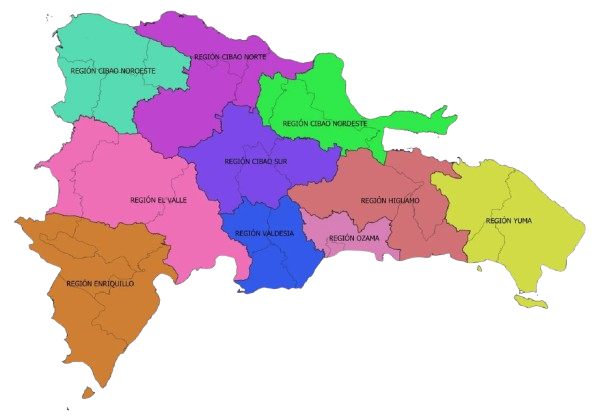 REGIÓN CIBAO NORTE
REGIÓN CIBAO NOROESTE
REGIÓN CIBAO NORDESTE
REGIÓN CIBAO SUR
REGIÓN EL VALLE
REGIÓN HIGUAMO
REGIÓN YUMA
REGIÓN VALDESIA
REGIÓN OZAMA
REGIÓN ENRIQUILLO